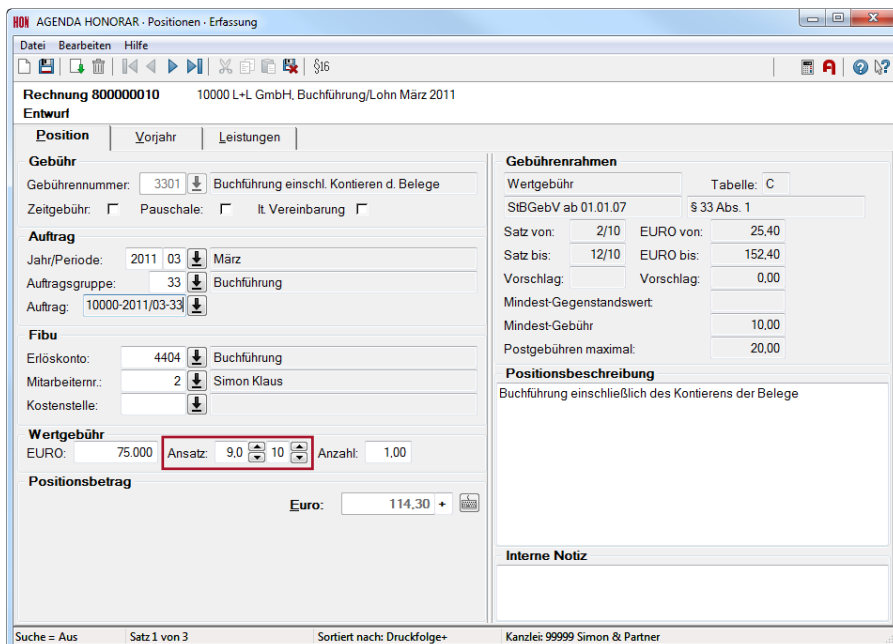 HON AGENDA HONORAR · Positionen · Erfassung
Datei Bearbeiten Hilfe
§16
Rechnung 800000010 10000 L+L GmbH, Buchführung/Lohn März 2011
Entwurf
Position Vorjahr Leistungen
Gebühr
Gebührennummer: 3301 Buchführung einschl. Kontieren d. Belege
Zeitgebühr: Pauschale: lt. Vereinbarung
Auftrag
Jahr/Periode: 2011 03 März
Auftragsgruppe: 33 Buchführung
Auftrag: 10000-2011/03-33
Fibu
Erlöskonto: 4404 Buchführung
Mitarbeiternr.: 2 Simon Klaus
Kostenstelle:
Wertgebühr
EURO: 75.000 Ansatz: 9,0 10 Anzahl: 1,00
Positionsbetrag
Euro: 114,30 +
Gebührenrahmen
Wertgebühr Tabelle: C
StBGebV ab 01.01.07 § 33 Abs. 1
Satz von: 2/10 EURO von: 25,40
Satz bis: 12/10 EURO bis: 152,40
Vorschlag: Vorschlag: 0,00
Mindest-Gegenstandswert:
Mindest-Gebühr 10,00
Postgebühren maximal: 20,00
Positionsbeschreibung
Buchführung einschließlich des Kontierens der Belege
Interne Notiz
Suche = Aus Satz 1 von 3 Sortiert nach: Druckfolge+ Kanzlei: 99999 Simon & Partner